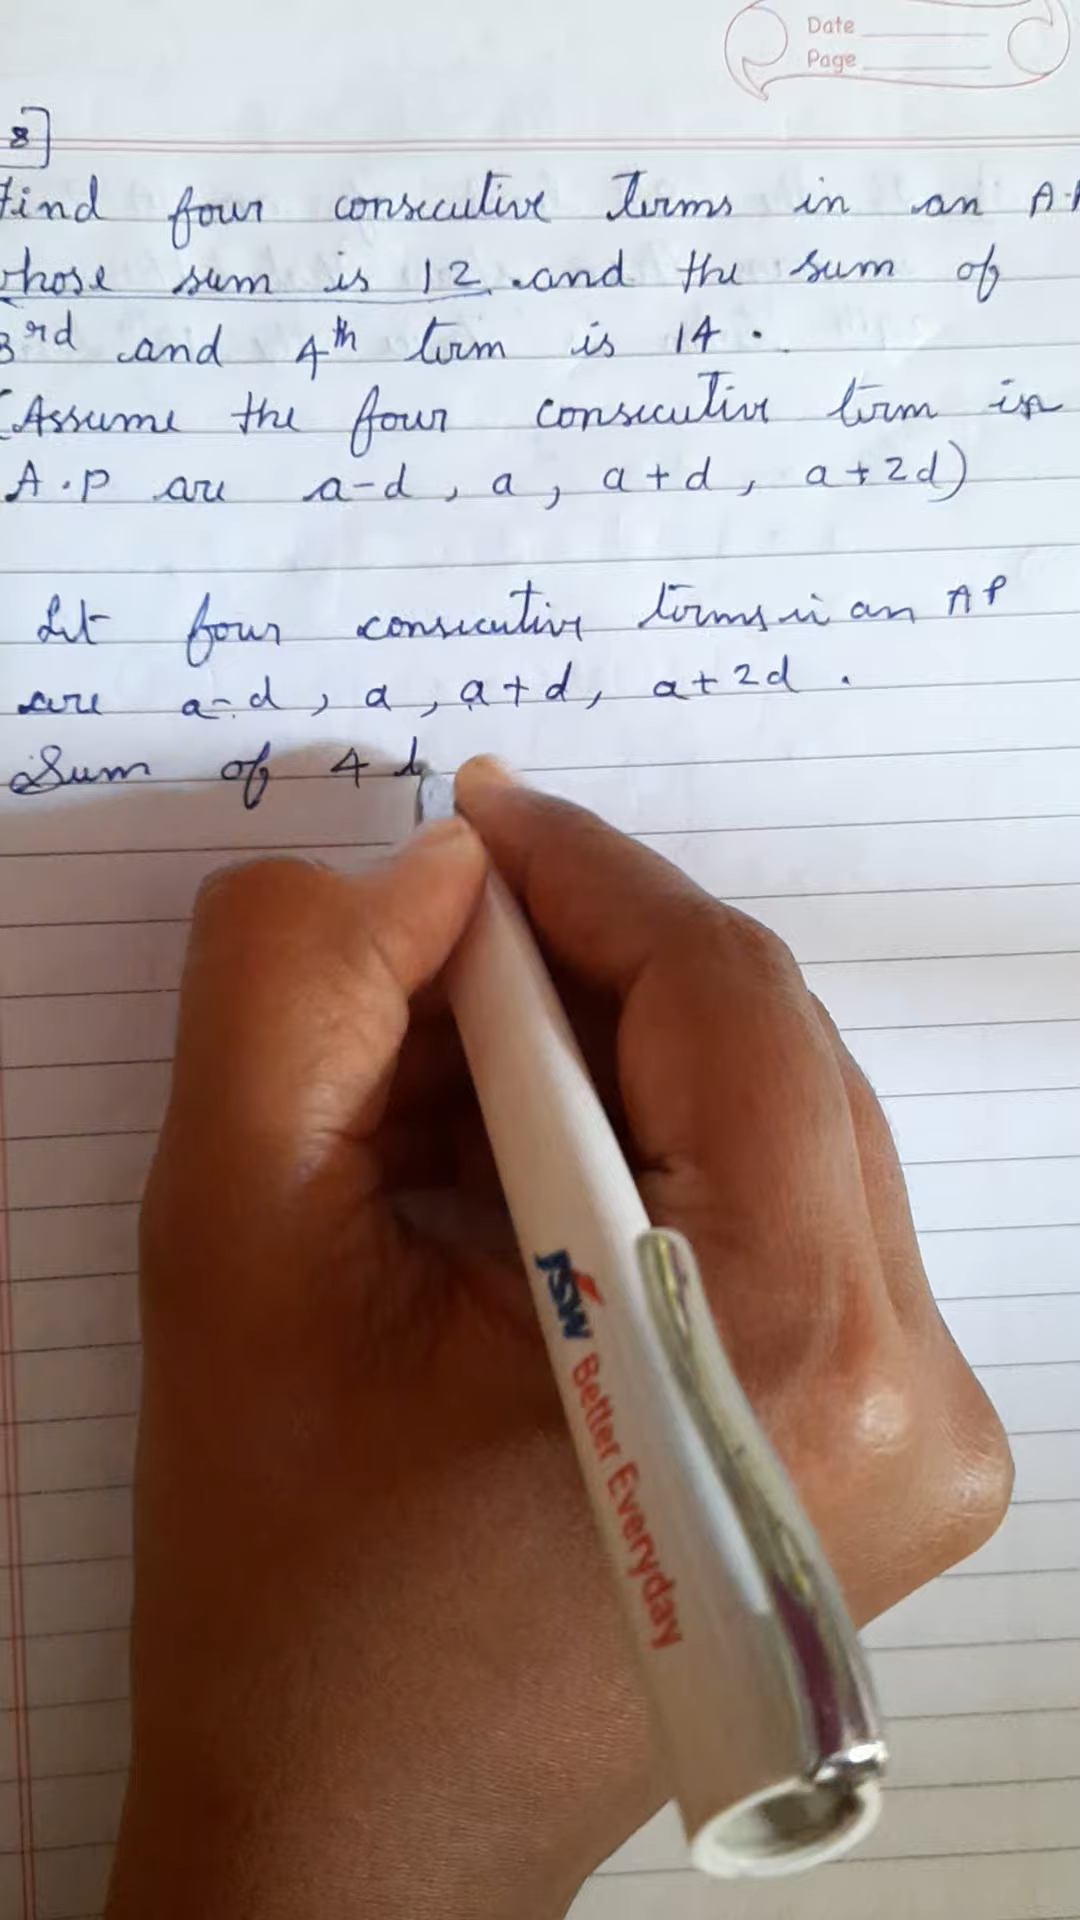 Date
Page
8]
Find four consecutive terms in an A.P
whose sum is 12 and the sum of
3rd and 4th term is 14.
(Assume the four consecutive term in
A.P are a-d, a, a+d, a+2d)
Let four consecutive terms in an AP
are a-d, a, a+d, a+2d.
Sum of 4 t
JSW Better Everyday